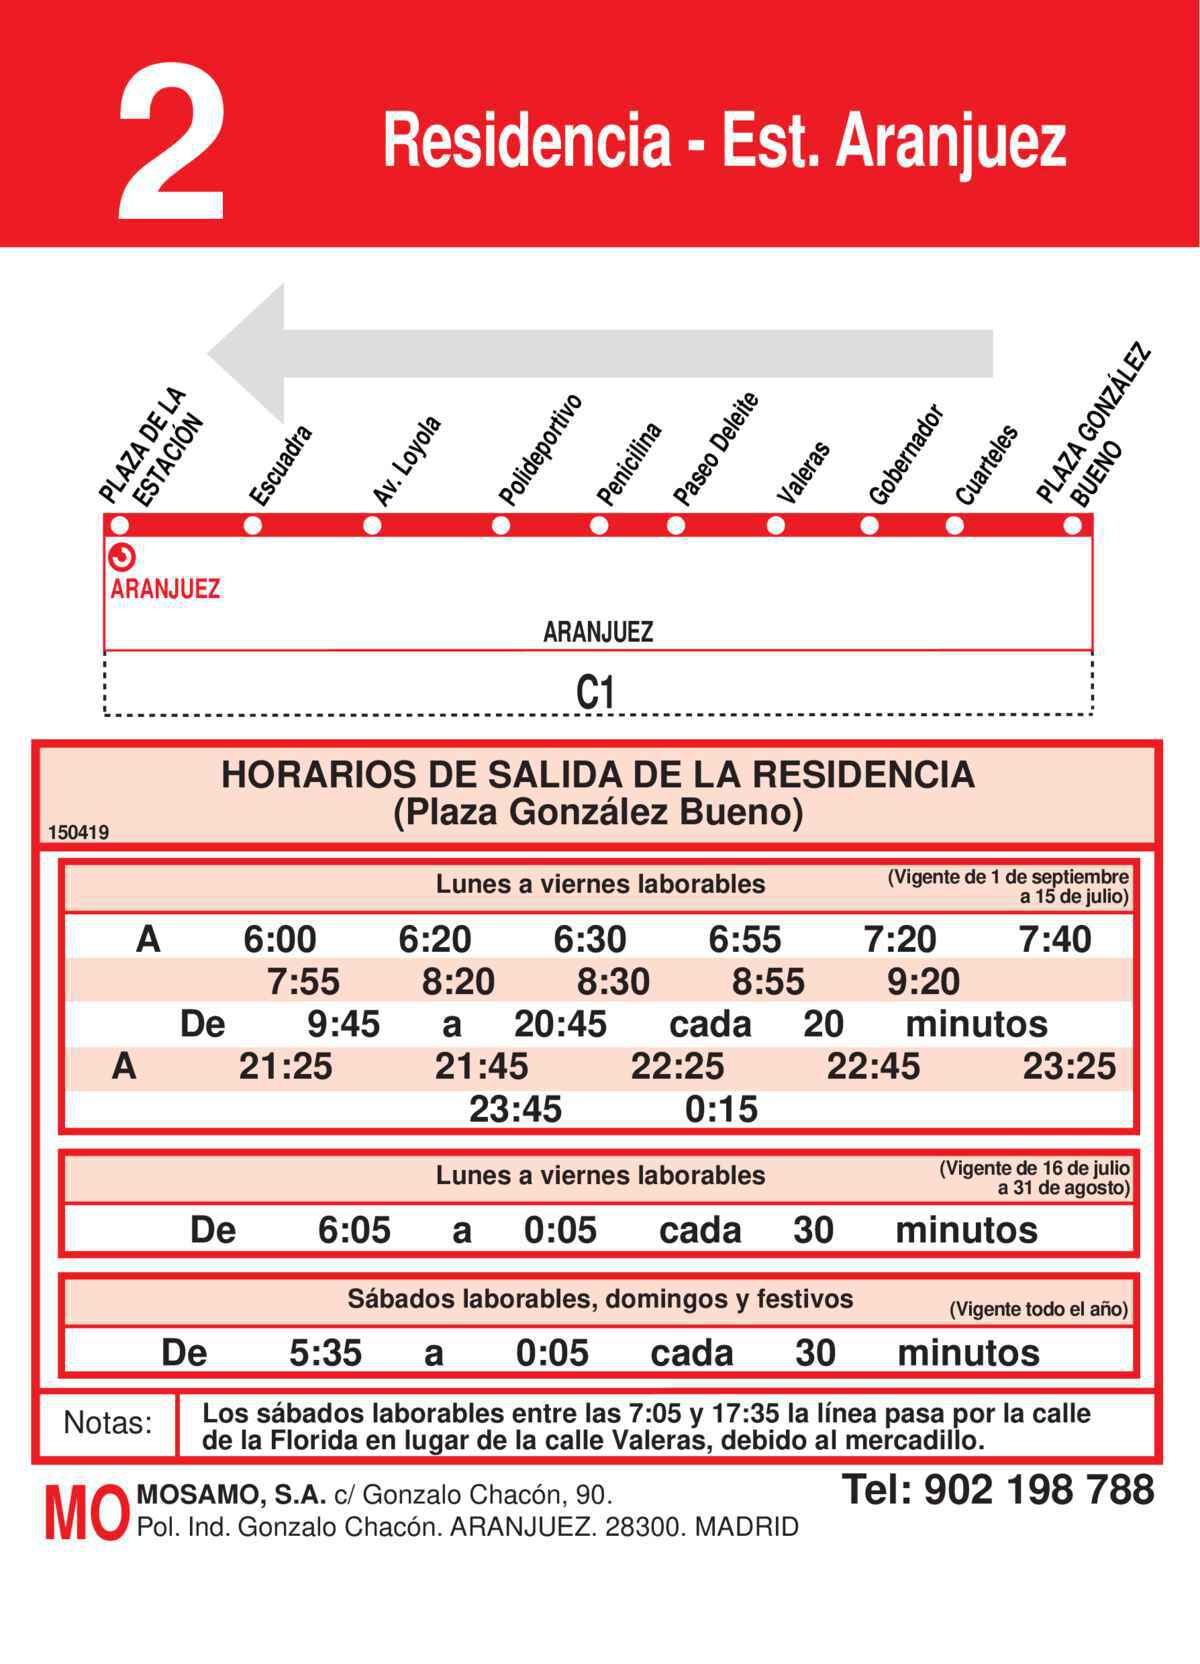 2
Residencia - Est. Aranjuez
PLAZA DE LA
ESTACIÓN
Escuadra
Av. Loyola
Polideportivo
Penicilina
Paseo Deleite
Valeras
Gobernador
Cuarteles
PLAZA GONZÁLEZ
BUENO
ARANJUEZ
ARANJUEZ
C1
HORARIOS DE SALIDA DE LA RESIDENCIA
(Plaza González Bueno)
150419
Lunes a viernes laborables
(Vigente de 1 de septiembre
a 15 de julio)
A 6:00 6:20 6:30 6:55 7:20 7:40
7:55 8:20 8:30 8:55 9:20
De 9:45 a 20:45 cada 20 minutos
A 21:25 21:45 22:25 22:45 23:25
23:45 0:15
Lunes a viernes laborables
(Vigente de 16 de julio
a 31 de agosto)
De 6:05 a 0:05 cada 30 minutos
Sábados laborables, domingos y festivos
(Vigente todo el año)
De 5:35 a 0:05 cada 30 minutos
Notas:
Los sábados laborables entre las 7:05 y 17:35 la línea pasa por la calle
de la Florida en lugar de la calle Valeras, debido al mercadillo.
MO
MOSAMO, S.A. c/ Gonzalo Chacón, 90.
Pol. Ind. Gonzalo Chacón. ARANJUEZ. 28300. MADRID
Tel: 902 198 788